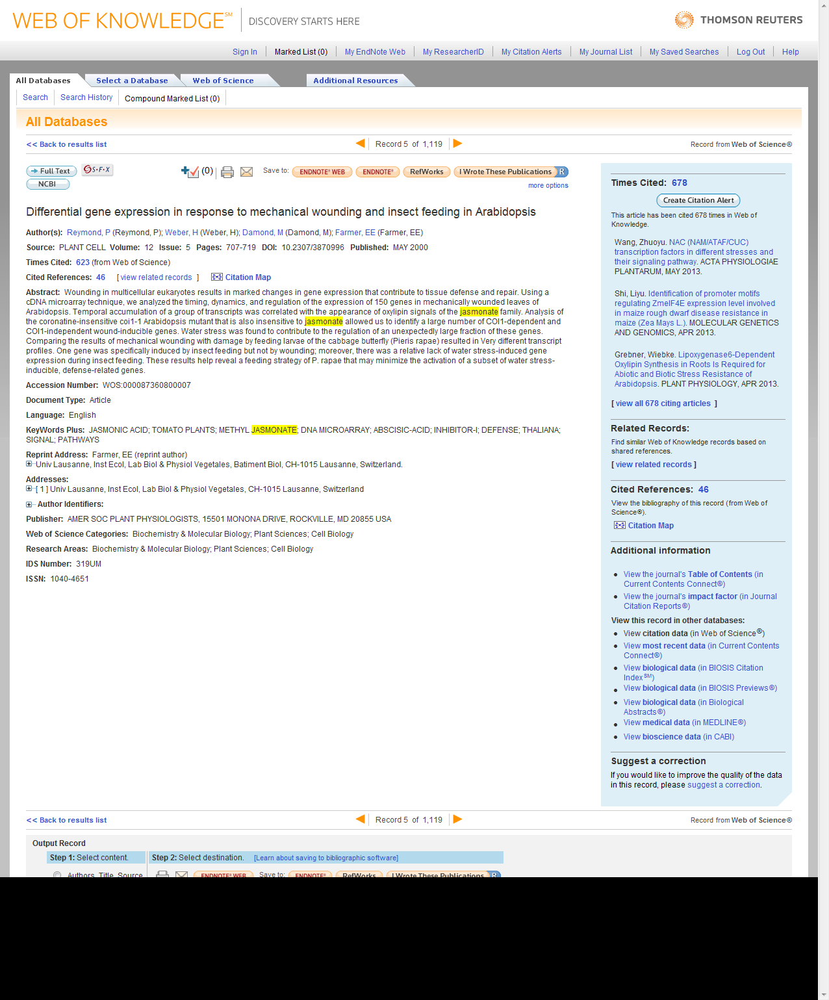 WEB OF KNOWLEDGE℠ DISCOVERY STARTS HERE
THOMSON REUTERS
Sign In Marked List (0) My EndNote Web My ResearcherID My Citation Alerts My Journal List My Saved Searches Log Out Help
All Databases Select a Database Web of Science Additional Resources
Search Search History Compound Marked List (0)
All Databases
<< Back to results list Record 5 of 1,119 Record from Web of Science®
Full Text S·F·X (0) Save to: ENDNOTE® WEB ENDNOTE® RefWorks I Wrote These Publications R
NCBI more options
Differential gene expression in response to mechanical wounding and insect feeding in Arabidopsis
Author(s): Reymond, P (Reymond, P); Weber, H (Weber, H); Damond, M (Damond, M); Farmer, EE (Farmer, EE)
Source: PLANT CELL Volume: 12 Issue: 5 Pages: 707-719 DOI: 10.2307/3870996 Published: MAY 2000
Times Cited: 623 (from Web of Science)
Cited References: 46 [ view related records ] Citation Map
Abstract: Wounding in multicellular eukaryotes results in marked changes in gene expression that contribute to tissue defense and repair. Using a
cDNA microarray technique, we analyzed the timing, dynamics, and regulation of the expression of 150 genes in mechanically wounded leaves of
Arabidopsis. Temporal accumulation of a group of transcripts was correlated with the appearance of oxylipin signals of the jasmonate family. Analysis of
the coronatine-insensitive coi1-1 Arabidopsis mutant that is also insensitive to jasmonate allowed us to identify a large number of COI1-dependent and
COI1-independent wound-inducible genes. Water stress was found to contribute to the regulation of an unexpectedly large fraction of these genes.
Comparing the results of mechanical wounding with damage by feeding larvae of the cabbage butterfly (Pieris rapae) resulted in Very different transcript
profiles. One gene was specifically induced by insect feeding but not by wounding; moreover, there was a relative lack of water stress-induced gene
expression during insect feeding. These results help reveal a feeding strategy of P. rapae that may minimize the activation of a subset of water stress-
inducible, defense-related genes.
Accession Number: WOS:000087360800007
Document Type: Article
Language: English
KeyWords Plus: JASMONIC ACID; TOMATO PLANTS; METHYL JASMONATE; DNA MICROARRAY; ABSCISIC-ACID; INHIBITOR-I; DEFENSE; THALIANA;
SIGNAL; PATHWAYS
Reprint Address: Farmer, EE (reprint author)
Univ Lausanne, Inst Ecol, Lab Biol & Physiol Vegetales, Batiment Biol, CH-1015 Lausanne, Switzerland.
Addresses:
[ 1 ] Univ Lausanne, Inst Ecol, Lab Biol & Physiol Vegetales, CH-1015 Lausanne, Switzerland
Author Identifiers:
Publisher: AMER SOC PLANT PHYSIOLOGISTS, 15501 MONONA DRIVE, ROCKVILLE, MD 20855 USA
Web of Science Categories: Biochemistry & Molecular Biology; Plant Sciences; Cell Biology
Research Areas: Biochemistry & Molecular Biology; Plant Sciences; Cell Biology
IDS Number: 319UM
ISSN: 1040-4651
Times Cited: 678
Create Citation Alert
This article has been cited 678 times in Web of
Knowledge.
Wang, Zhuoyu. NAC (NAM/ATAF/CUC)
transcription factors in different stresses and
their signaling pathway. ACTA PHYSIOLOGIAE
PLANTARUM, MAY 2013.
Shi, Liyu. Identification of promoter motifs
regulating ZmeIF4E expression level involved
in maize rough dwarf disease resistance in
maize (Zea Mays L.). MOLECULAR GENETICS
AND GENOMICS, APR 2013.
Grebner, Wiebke. Lipoxygenase6-Dependent
Oxylipin Synthesis in Roots Is Required for
Abiotic and Biotic Stress Resistance of
Arabidopsis. PLANT PHYSIOLOGY, APR 2013.
[ view all 678 citing articles ]
Related Records:
Find similar Web of Knowledge records based on
shared references.
[ view related records ]
Cited References: 46
View the bibliography of this record (from Web of
Science®).
Citation Map
Additional information
View the journal's Table of Contents (in
Current Contents Connect®)
View the journal's impact factor (in Journal
Citation Reports®)
View this record in other databases:
View citation data (in Web of Science®)
View most recent data (in Current Contents
Connect®)
View biological data (in BIOSIS Citation
Index℠)
View biological data (in BIOSIS Previews®)
View biological data (in Biological
Abstracts®)
View medical data (in MEDLINE®)
View bioscience data (in CABI)
Suggest a correction
If you would like to improve the quality of the data
in this record, please suggest a correction.
<< Back to results list Record 5 of 1,119 Record from Web of Science®
Output Record
Step 1: Select content. Step 2: Select destination. [Learn about saving to bibliographic software]
Authors, Title, Source Save to: ENDNOTE® WEB ENDNOTE® RefWorks I Wrote These Publications R